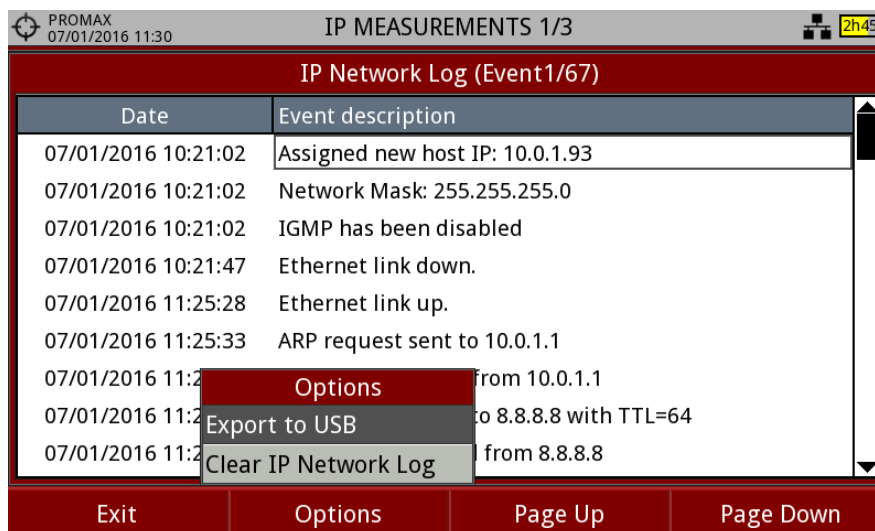 PROMAX
07/01/2016 11:30
IP MEASUREMENTS 1/3
2h45
IP Network Log (Event1/67)
Date Event description
07/01/2016 10:21:02 Assigned new host IP: 10.0.1.93
07/01/2016 10:21:02 Network Mask: 255.255.255.0
07/01/2016 10:21:02 IGMP has been disabled
07/01/2016 10:21:47 Ethernet link down.
07/01/2016 11:25:28 Ethernet link up.
07/01/2016 11:25:33 ARP request sent to 10.0.1.1
07/01/2016 11:2 from 10.0.1.1
07/01/2016 11:2 to 8.8.8.8 with TTL=64
07/01/2016 11:2 from 8.8.8.8
Options
Export to USB
Clear IP Network Log
Exit Options Page Up Page Down